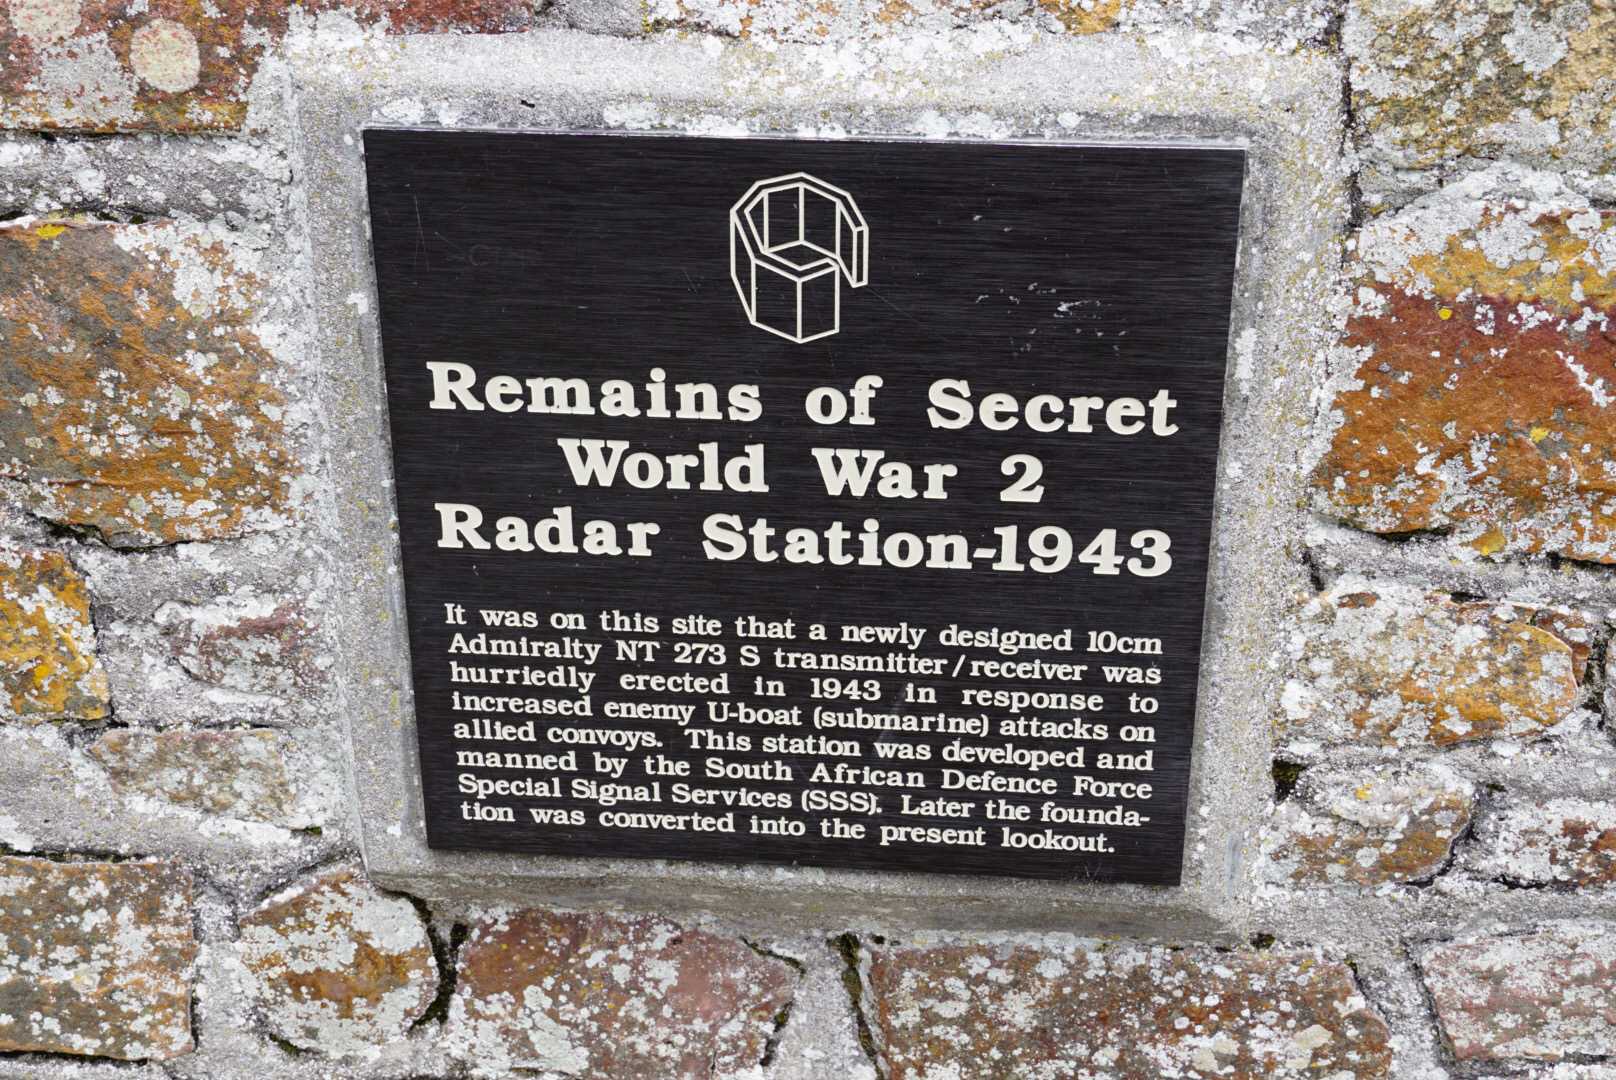 Remains of Secret
World War 2
Radar Station-1943
It was on this site that a newly designed 10cm
Admiralty NT 273 S transmitter/receiver was
hurriedly erected in 1943 in response to
increased enemy U-boat (submarine) attacks on
allied convoys. This station was developed and
manned by the South African Defence Force
Special Signal Services (SSS). Later the founda-
tion was converted into the present lookout.